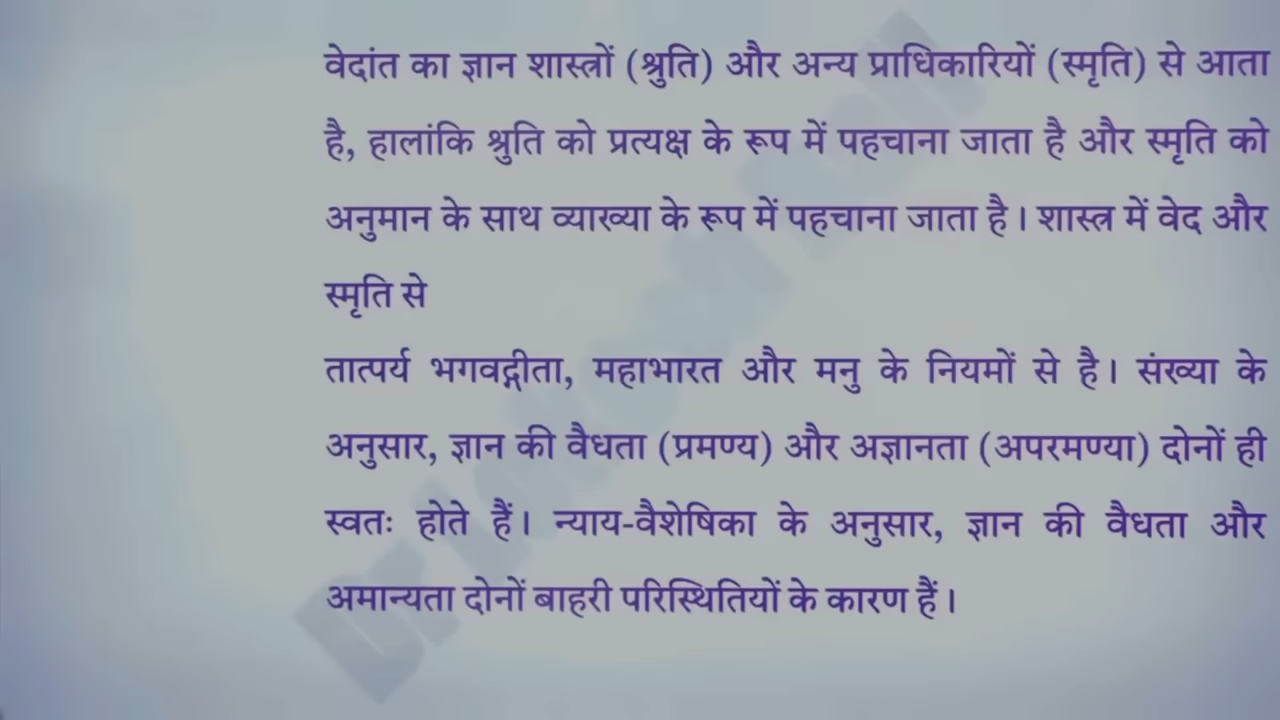 वेदांत का ज्ञान शास्त्रों (श्रुति) और अन्य प्राधिकारियों (स्मृति) से आता
है, हालांकि श्रुति को प्रत्यक्ष के रूप में पहचाना जाता है और स्मृति को
अनुमान के साथ व्याख्या के रूप में पहचाना जाता है। शास्त्र में वेद और
स्मृति से
तात्पर्य भगवद्गीता, महाभारत और मनु के नियमों से है। संख्या के
अनुसार, ज्ञान की वैधता (प्रमण्य) और अज्ञानता (अपरमण्या) दोनों ही
स्वतः होते हैं। न्याय-वैशेषिका के अनुसार, ज्ञान की वैधता और
अमान्यता दोनों बाहरी परिस्थितियों के कारण हैं।